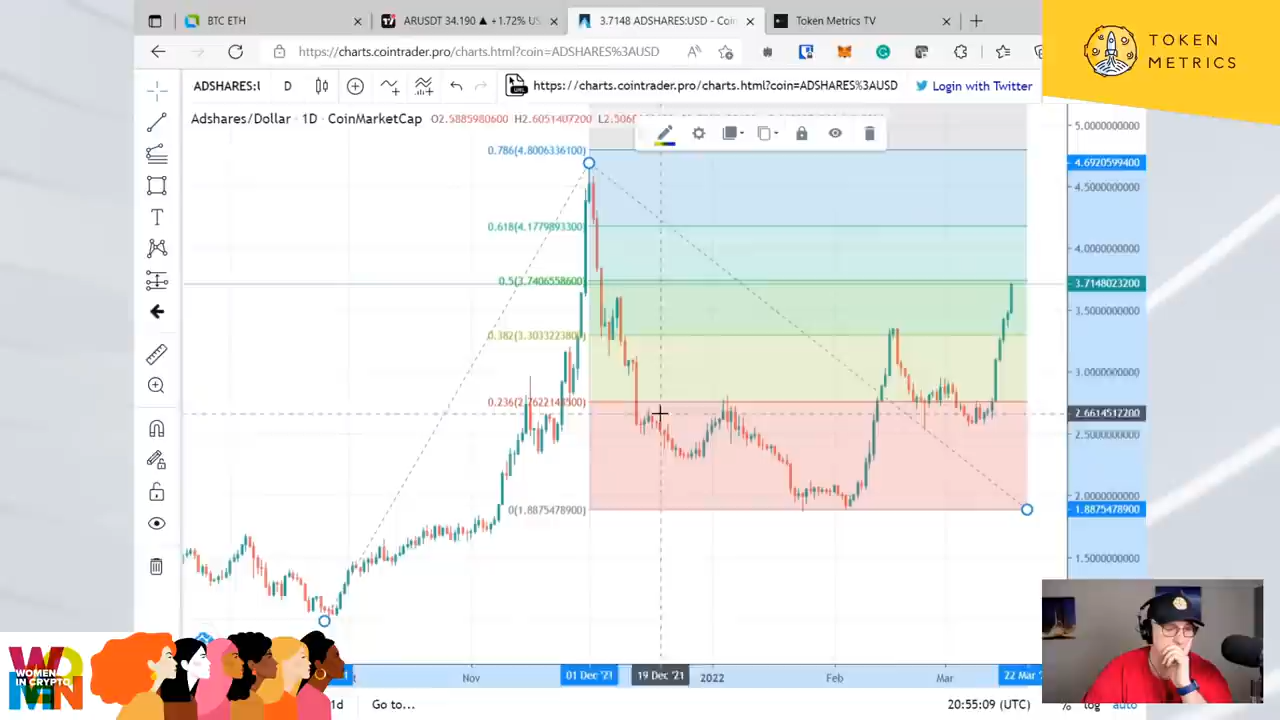 BTC ETH
ARUSDT 34.190 ▲ +1.72% US
3.7148 ADSHARES:USD - Coi
Token Metrics TV
TOKEN
METRICS
https://charts.cointrader.pro/charts.html?coin=ADSHARES%3AUSD
ADSHARES:U
D
https://charts.cointrader.pro/charts.html?coin=ADSHARES%3AUSD
Login with Twitter
Adshares/Dollar · 1D · CoinMarketCap
O2.5885980600 H2.6051407200
5.0000000000
0.786(4.8006336100)
4.6920599400
4.5000000000
0.618(4.1779893300)
4.0000000000
0.5(3.7406558600)
3.7148023200
3.5000000000
0.382(3.3033223800)
3.0000000000
2.6614512200
2.5000000000
2.0000000000
0(1.8875478900)
1.8875478900
1.5000000000
Nov
01 Dec '21
19 Dec '21
2022
Feb
Mar
22 Mar
WOMEN
IN CRYPTO
1d
Go to...
20:55:09 (UTC)
%
log
auto